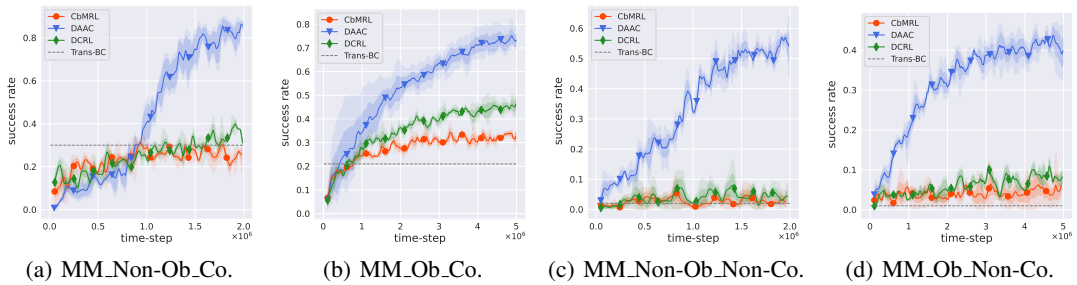 CbMRL
DAAC
DCRL
Trans-BC
success rate
0.8
0.6
0.4
0.2
0.0
0.0 0.5 1.0 1.5 2.0
time-step ×10⁶
(a) MM_Non-Ob_Co.
CbMRL
DAAC
DCRL
Trans-BC
success rate
0.8
0.7
0.6
0.5
0.4
0.3
0.2
0.1
0.0
0 1 2 3 4 5
time-step ×10⁶
(b) MM_Ob_Co.
CbMRL
DAAC
DCRL
Trans-BC
success rate
0.6
0.5
0.4
0.3
0.2
0.1
0.0
0.0 0.5 1.0 1.5 2.0
time-step ×10⁶
(c) MM_Non-Ob_Non-Co.
CbMRL
DAAC
DCRL
Trans-BC
success rate
0.4
0.3
0.2
0.1
0.0
0 1 2 3 4 5
time-step ×10⁶
(d) MM_Ob_Non-Co.